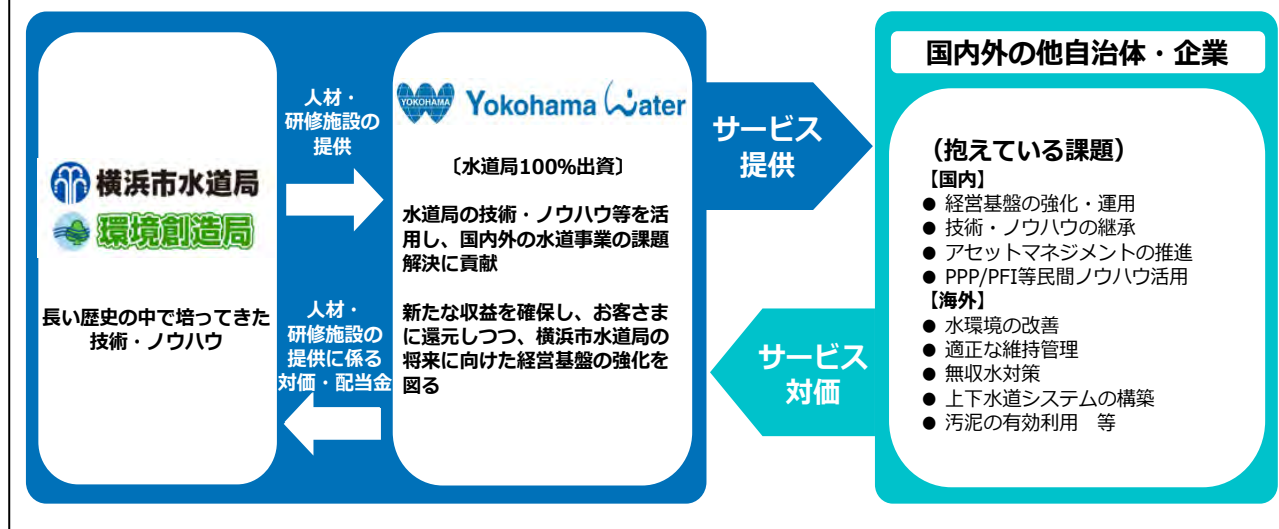 横浜市水道局
環境創造局
長い歴史の中で培ってきた
技術・ノウハウ
人材・
研修施設の
提供
人材・
研修施設の
提供に係る
対価・配当金
YOKOHAMA
Yokohama Water
〔水道局100%出資〕
水道局の技術・ノウハウ等を活
用し、国内外の水道事業の課題
解決に貢献
新たな収益を確保し、お客さま
に還元しつつ、横浜市水道局の
将来に向けた経営基盤の強化を
図る
サービス
提供
サービス
対価
国内外の他自治体・企業
（抱えている課題）
【国内】
● 経営基盤の強化・運用
● 技術・ノウハウの継承
● アセットマネジメントの推進
● PPP/PFI等民間ノウハウ活用
【海外】
● 水環境の改善
● 適正な維持管理
● 無収水対策
● 上下水道システムの構築
● 汚泥の有効利用　等